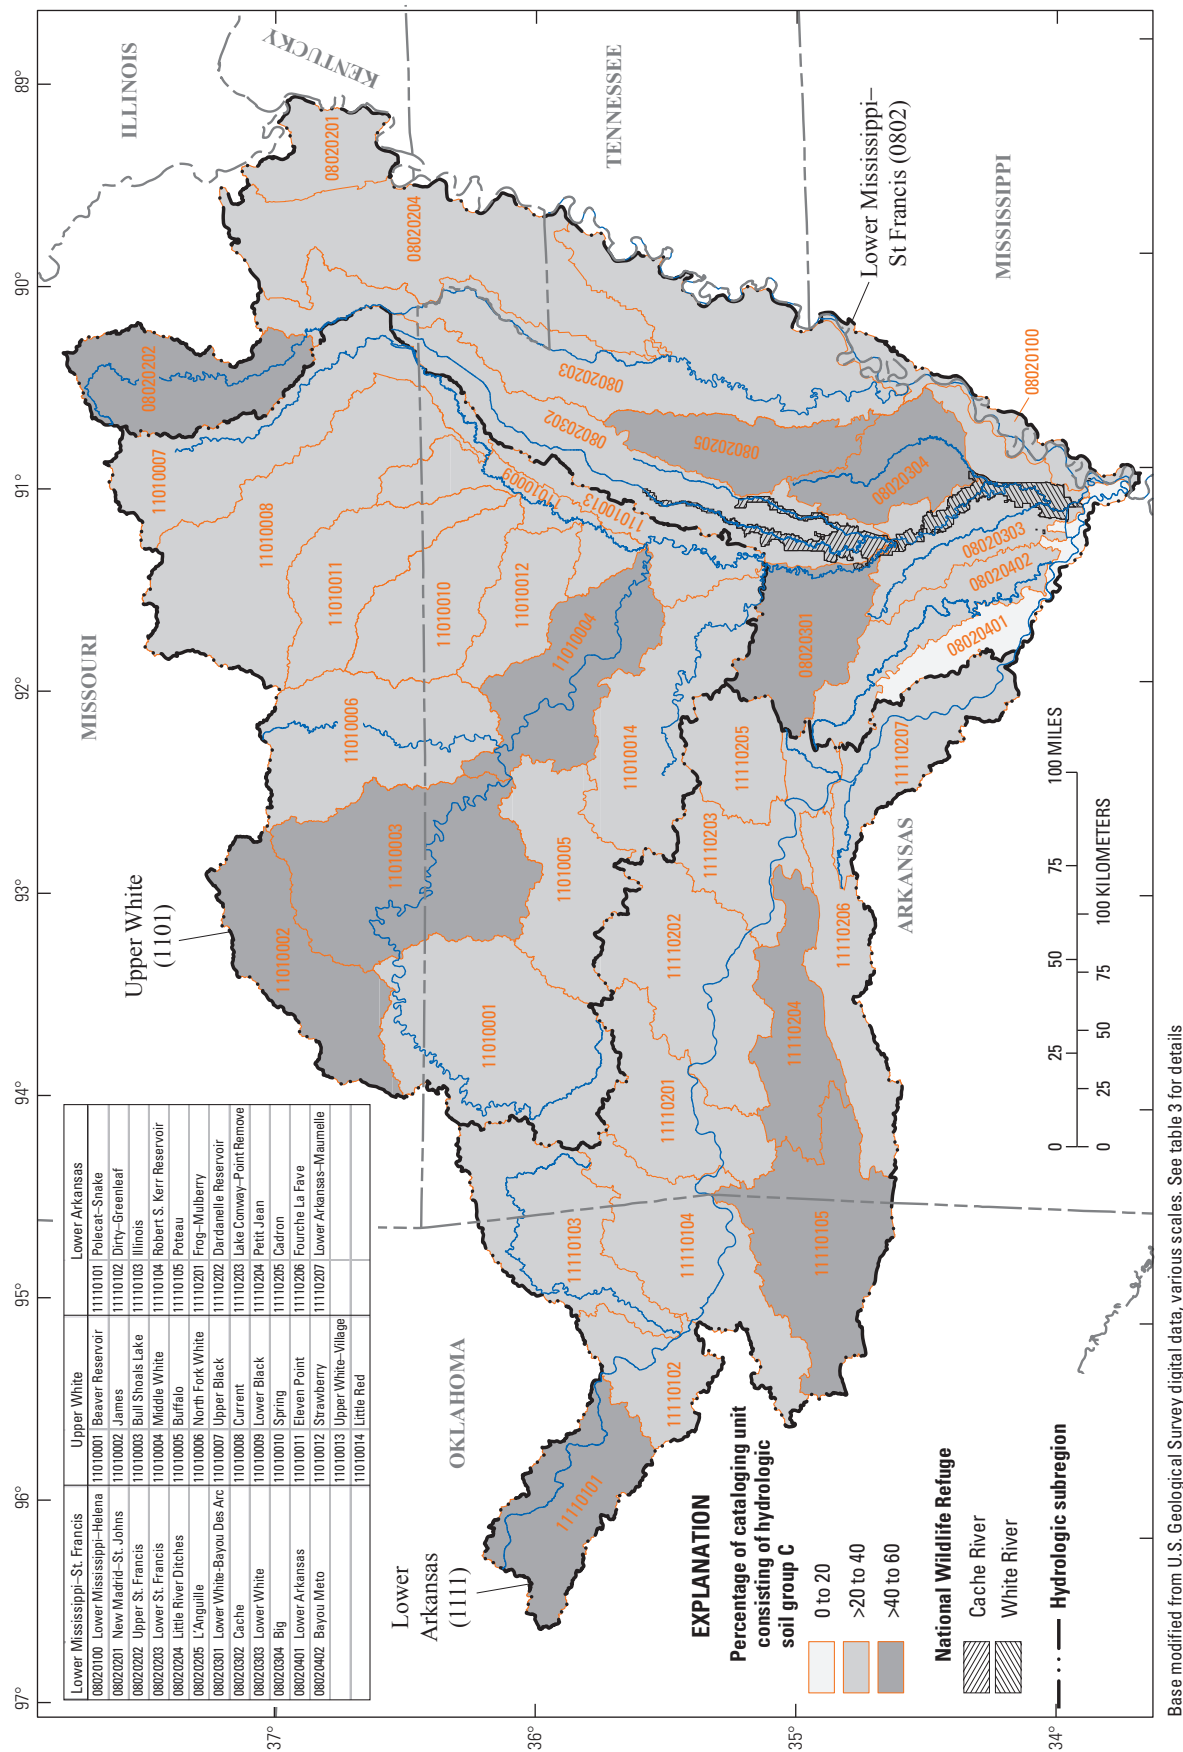 Lower Mississippi–St. Francis Upper White Lower Arkansas
08020100 Lower Mississippi–Helena 11010001 Beaver Reservoir 11110101 Polecat–Snake
08020201 New Madrid–St. Johns 11010002 James 11110102 Dirty–Greenleaf
08020202 Upper St. Francis 11010003 Bull Shoals Lake 11110103 Illinois
08020203 Lower St. Francis 11010004 Middle White 11110104 Robert S. Kerr Reservoir
08020204 Little River Ditches 11010005 Buffalo 11110105 Poteau
08020205 L'Anguille 11010006 North Fork White 11110201 Frog–Mulberry
08020301 Lower White-Bayou Des Arc 11010007 Upper Black 11110202 Dardanelle Reservoir
08020302 Cache 11010008 Current 11110203 Lake Conway–Point Remove
08020303 Lower White 11010009 Lower Black 11110204 Petit Jean
08020304 Big 11010010 Spring 11110205 Cadron
08020401 Lower Arkansas 11010011 Eleven Point 11110206 Fourche La Fave
08020402 Bayou Meto 11010012 Strawberry 11110207 Lower Arkansas–Maumelle
11010013 Upper White–Village
11010014 Little Red
97°
96°
95°
94°
93°
92°
91°
90°
89°
37°
36°
35°
34°
ILLINOIS
KENTUCKY
TENNESSEE
MISSISSIPPI
MISSOURI
ARKANSAS
OKLAHOMA
Upper White
(1101)
Lower
Arkansas
(1111)
Lower Mississippi–
St Francis (0802)
08020201
08020204
08020202
08020203
08020302
08020205
08020304
08020100
08020303
08020402
08020401
08020301
11010007
11010008
11010009
11010013
11010011
11010010
11010012
11010004
11010006
11010014
11010003
11010005
11010002
11010001
11110205
11110207
11110203
11110202
11110206
11110204
11110201
11110103
11110104
11110105
11110102
11110101
EXPLANATION
Percentage of cataloging unit
consisting of hydrologic
soil group C
0 to 20
>20 to 40
>40 to 60
National Wildlife Refuge
Cache River
White River
Hydrologic subregion
0 25 50 75 100 MILES
0 25 50 75 100 KILOMETERS
Base modified from U.S. Geological Survey digital data, various scales. See table 3 for details